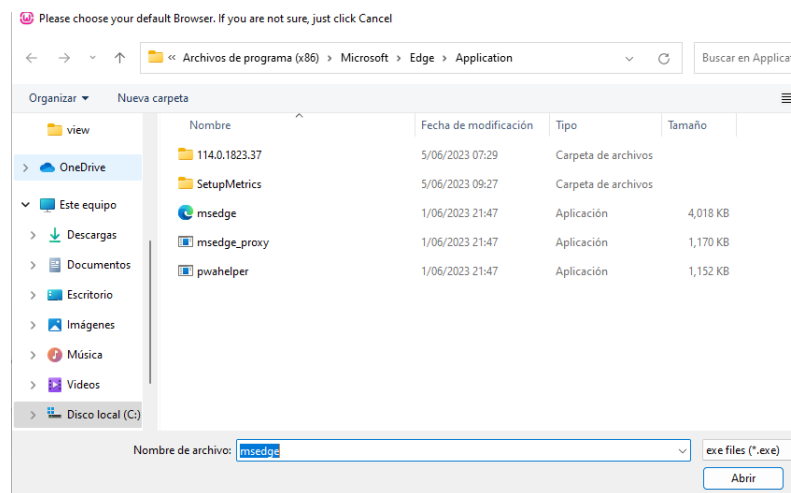 Please choose your default Browser. If you are not sure, just click Cancel
« Archivos de programa (x86) > Microsoft > Edge > Application
Buscar en Applica
Organizar
Nueva carpeta
Nombre
Fecha de modificación
Tipo
Tamaño
view
OneDrive
Este equipo
Descargas
Documentos
Escritorio
Imágenes
Música
Videos
Disco local (C:)
114.0.1823.37 5/06/2023 07:29 Carpeta de archivos
SetupMetrics 5/06/2023 09:27 Carpeta de archivos
msedge 1/06/2023 21:47 Aplicación 4,018 KB
msedge_proxy 1/06/2023 21:47 Aplicación 1,170 KB
pwahelper 1/06/2023 21:47 Aplicación 1,152 KB
Nombre de archivo: msedge
exe files (*.exe)
Abrir